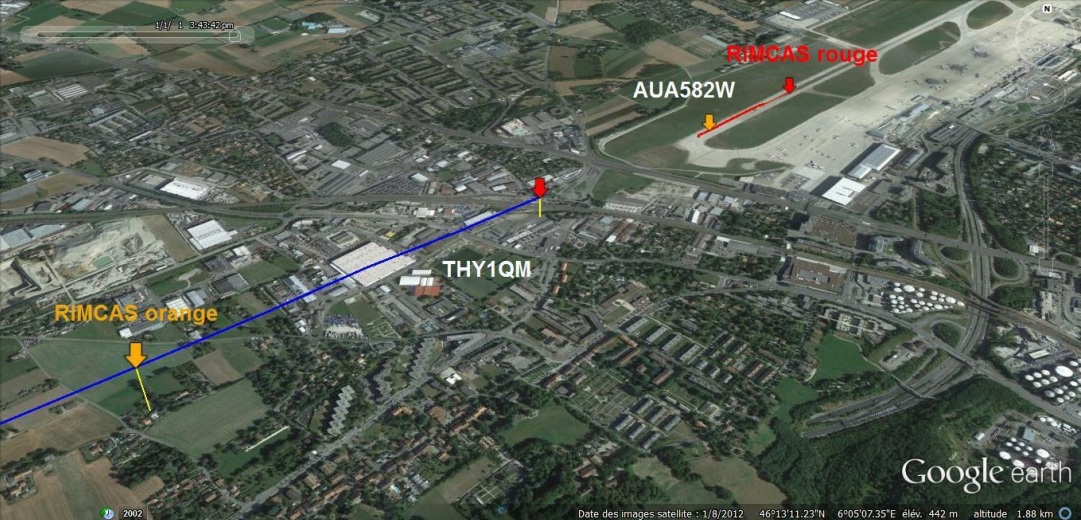 1/1/ 1 3:43:42 pm
N
RIMCAS rouge
AUA582W
THY1QM
RIMCAS orange
Google earth
2002
Date des images satellite : 1/8/2012 46°13'11.23"N 6°05'07.35"E élév. 442 m altitude 1.88 km